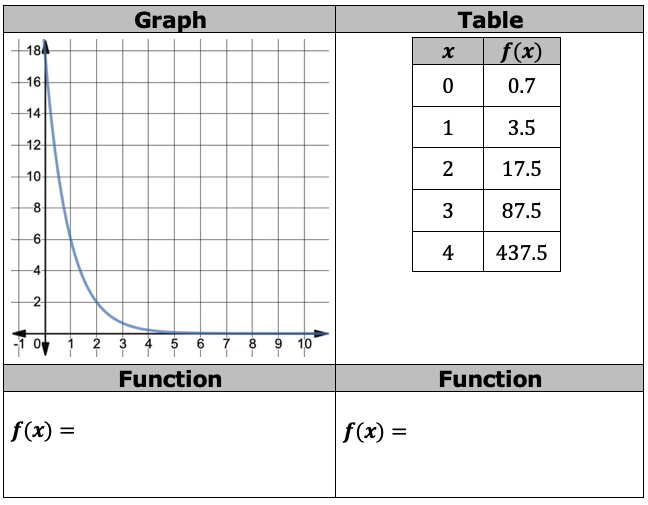 Graph
Table
18
16
14
12
10
8
6
4
2
-1 0 1 2 3 4 5 6 7 8 9 10
x f(x)
0 0.7
1 3.5
2 17.5
3 87.5
4 437.5
Function
Function
f(x) =
f(x) =